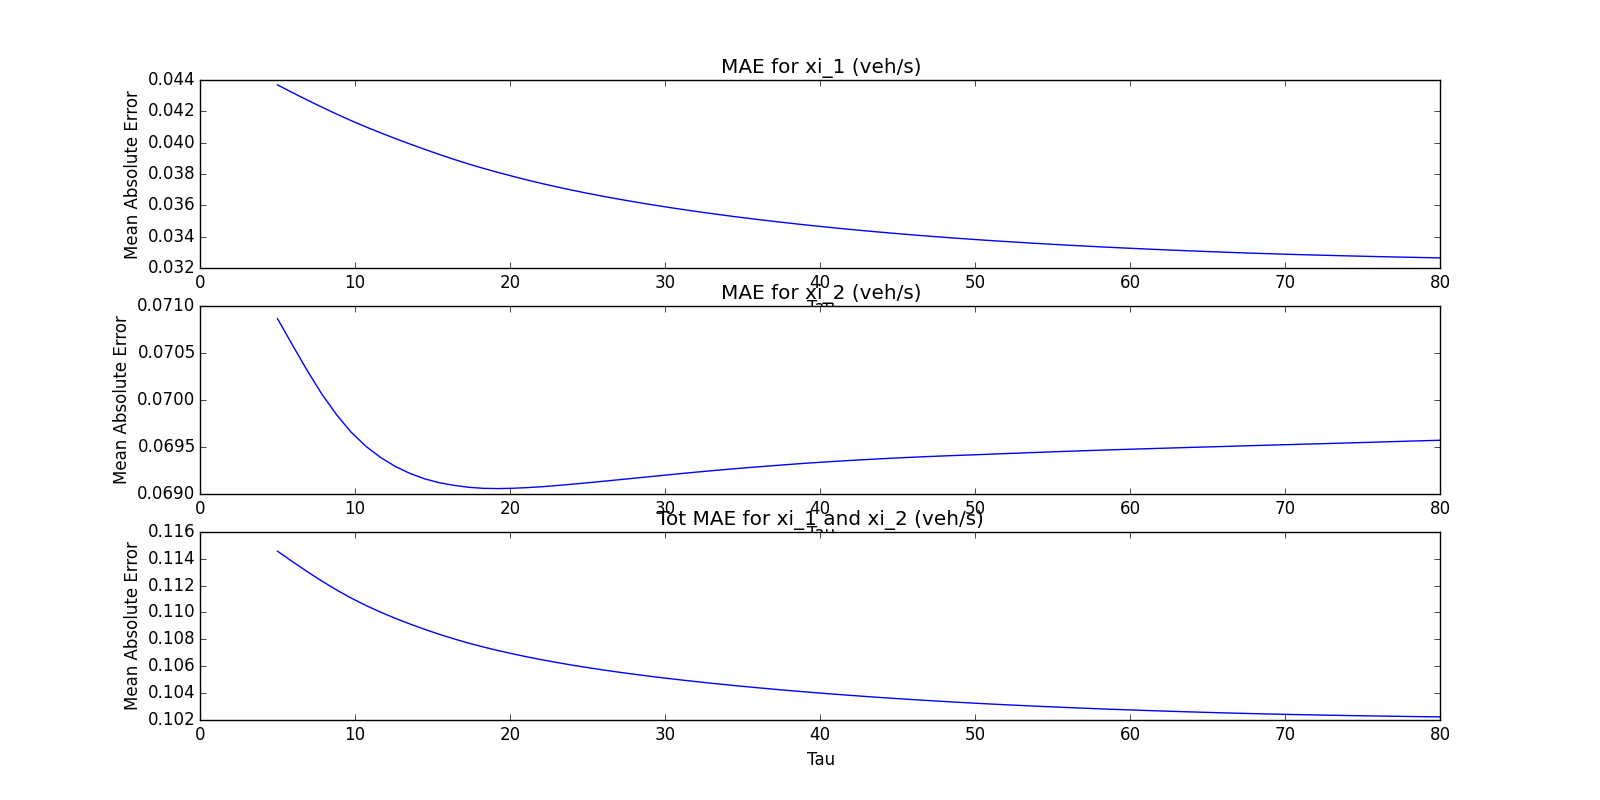 MAE for xi_1 (veh/s)
Mean Absolute Error
0.044
0.042
0.040
0.038
0.036
0.034
0.032
0 10 20 30 40 50 60 70 80
Tau
MAE for xi_2 (veh/s)
Mean Absolute Error
0.0710
0.0705
0.0700
0.0695
0.0690
0 10 20 30 40 50 60 70 80
Tau
Tot MAE for xi_1 and xi_2 (veh/s)
Mean Absolute Error
0.116
0.114
0.112
0.110
0.108
0.106
0.104
0.102
0 10 20 30 40 50 60 70 80
Tau